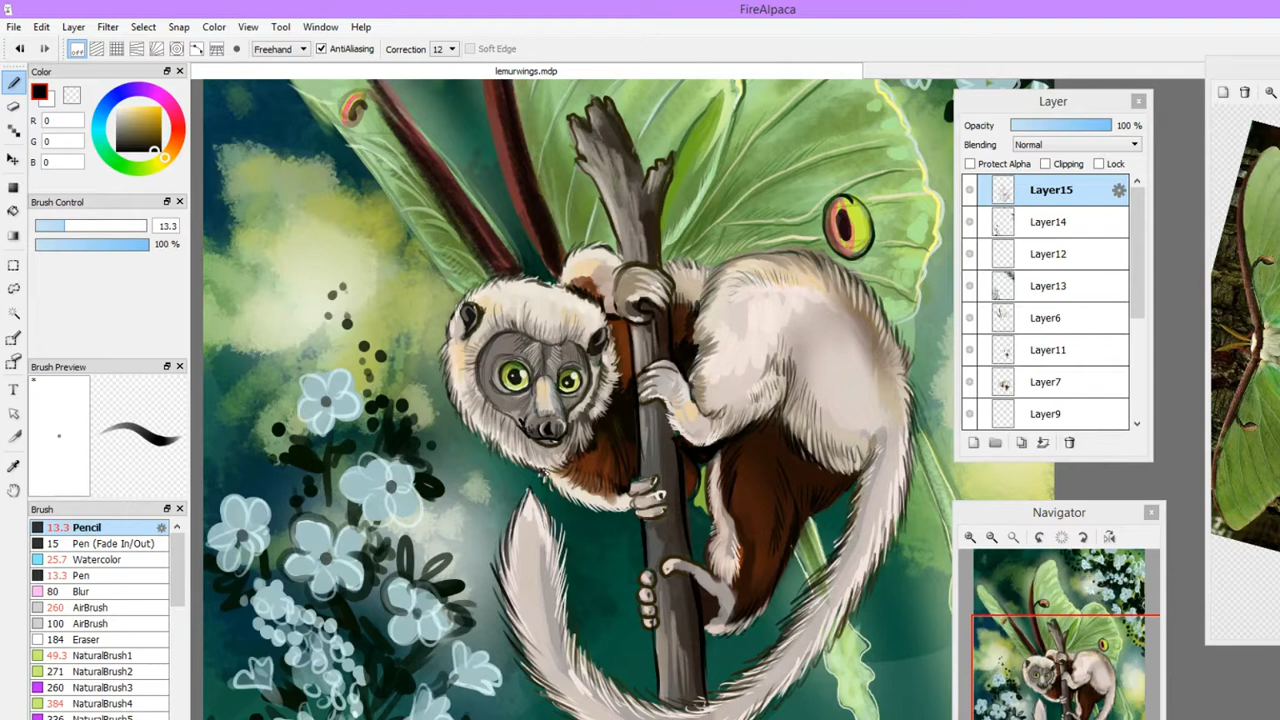 FireAlpaca
File Edit Layer Filter Select Snap Color View Tool Window Help
off Freehand AntiAliasing Correction 12 Soft Edge
lemurwings.mdp
Color
R 0
G 0
B 0
Brush Control
13.3
100 %
Brush Preview
Brush
13.3 Pencil
15 Pen (Fade In/Out)
25.7 Watercolor
13.3 Pen
80 Blur
260 AirBrush
100 AirBrush
184 Eraser
49.3 NaturalBrush1
271 NaturalBrush2
260 NaturalBrush3
384 NaturalBrush4
336 NaturalBrush5
Layer
Opacity 100 %
Blending Normal
Protect Alpha Clipping Lock
Layer15
Layer14
Layer12
Layer13
Layer6
Layer11
Layer7
Layer9
Navigator